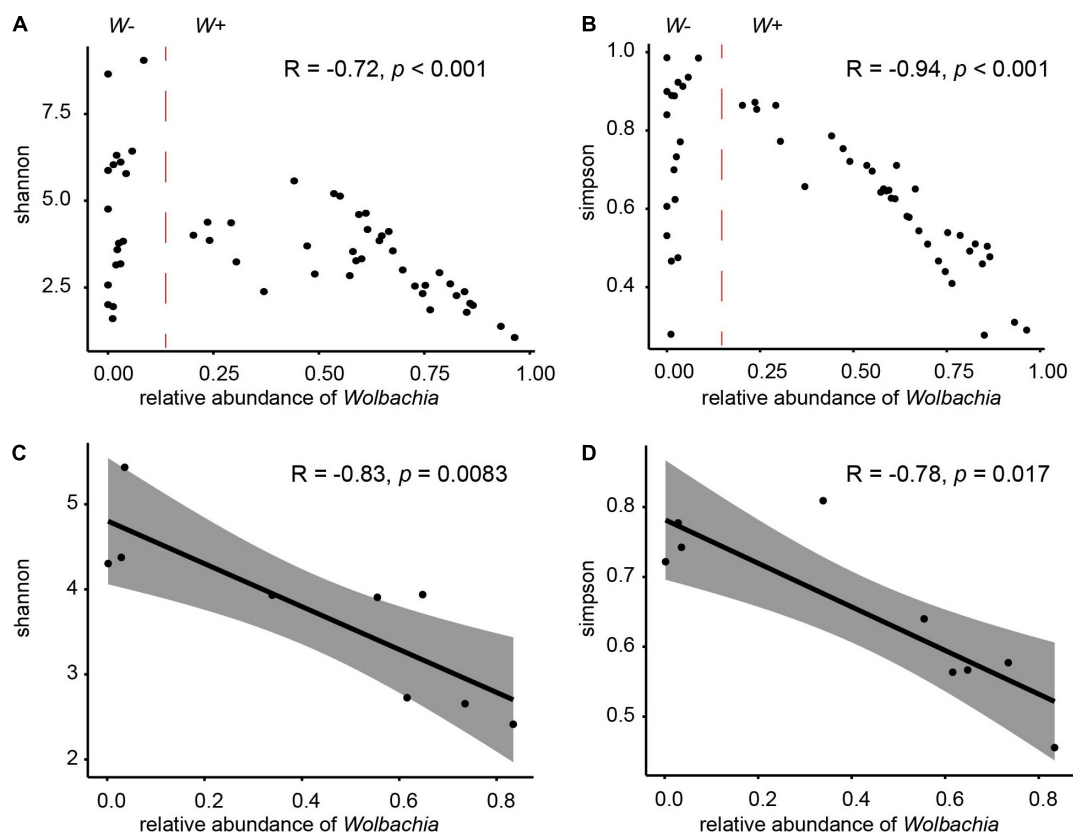 A
W-
W+
R = -0.72, p < 0.001
shannon
7.5
5.0
2.5
0.00
0.25
0.50
0.75
1.00
relative abundance of Wolbachia
B
W-
W+
R = -0.94, p < 0.001
simpson
1.0
0.8
0.6
0.4
0.00
0.25
0.50
0.75
1.00
relative abundance of Wolbachia
C
R = -0.83, p = 0.0083
shannon
5
4
3
2
0.0
0.2
0.4
0.6
0.8
relative abundance of Wolbachia
D
R = -0.78, p = 0.017
simpson
0.8
0.7
0.6
0.5
0.0
0.2
0.4
0.6
0.8
relative abundance of Wolbachia